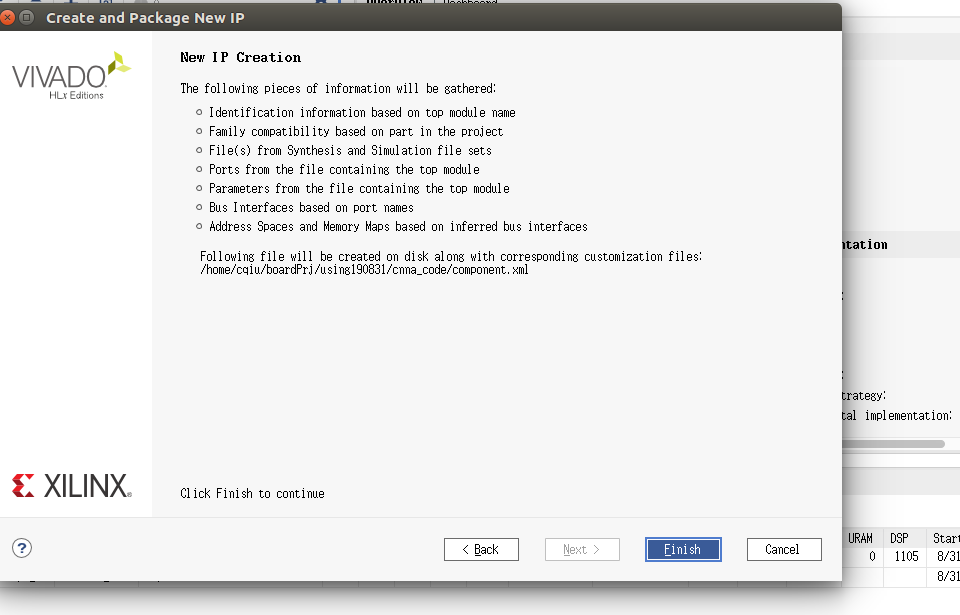 Create and Package New IP
VIVADO
HLx Editions
New IP Creation
The following pieces of information will be gathered:
Identification information based on top module name
Family compatibility based on part in the project
File(s) from Synthesis and Simulation file sets
Ports from the file containing the top module
Parameters from the file containing the top module
Bus Interfaces based on port names
Address Spaces and Memory Maps based on inferred bus interfaces
Following file will be created on disk along with corresponding customization files:
/home/cqiu/boardPrj/using190831/cnna_code/component.xml
Click Finish to continue
XILINX
?
< Back
Next >
Finish
Cancel
ntation
:
:
trategy:
tal implementation:
URAM DSP Start
0 1105 8/31
8/31